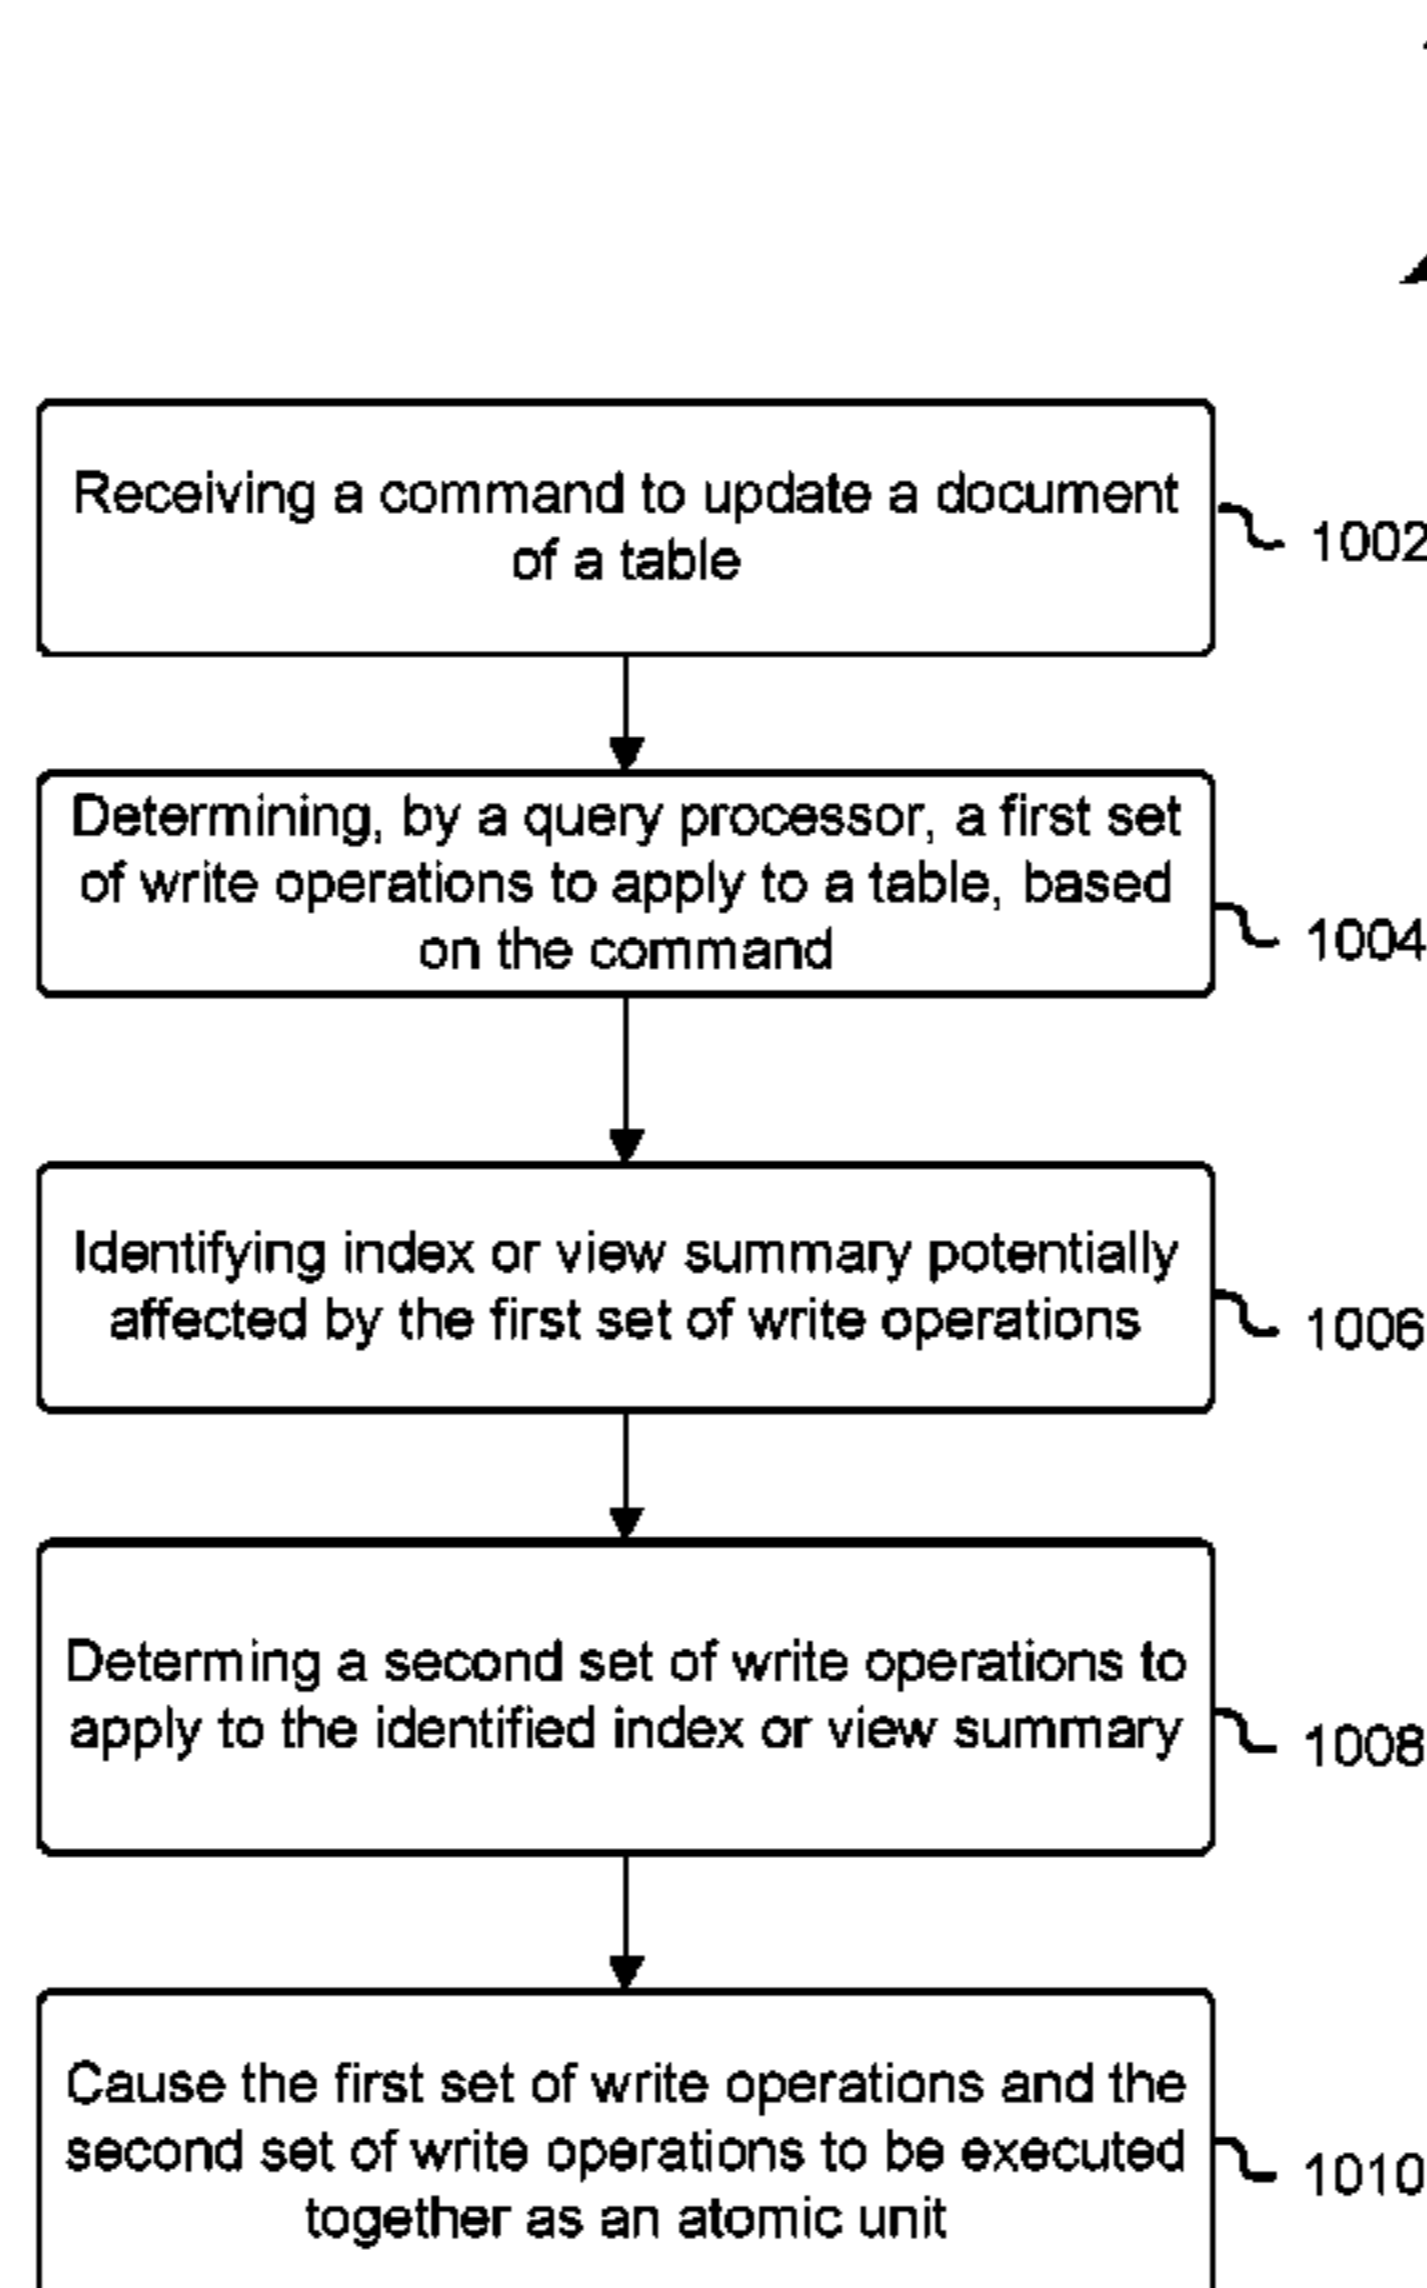 Receiving a command to update a document
of a table
1002
Determining, by a query processor, a first set
of write operations to apply to a table, based
on the command
1004
Identifying index or view summary potentially
affected by the first set of write operations
1006
Determing a second set of write operations to
apply to the identified index or view summary
1008
Cause the first set of write operations and the
second set of write operations to be executed
together as an atomic unit
1010